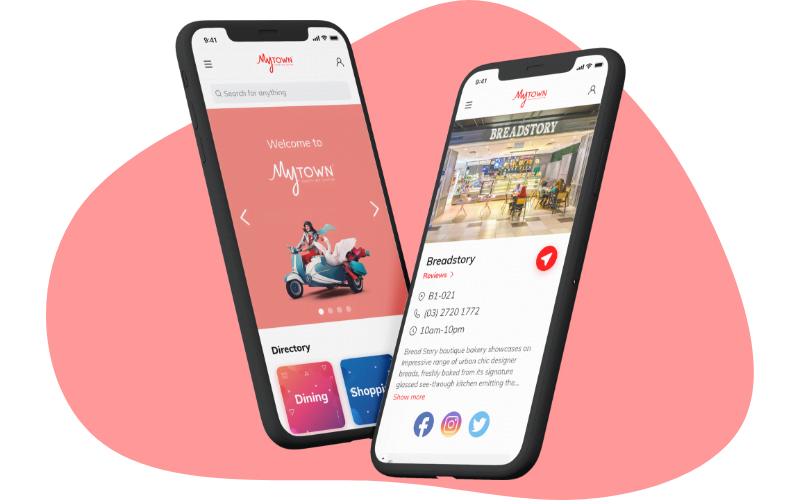 9:41
MyTOWN
Search for anything
Welcome to
MyTOWN
Directory
Dining
Shoppi
9:41
MyTOWN
BREADSTORY
Breadstory
Reviews >
B1-021
(03) 2720 1772
10am-10pm
Bread Story boutique bakery showcases an
impressive range of urban chic designer
breads, freshly baked from its signature
glassed see-through kitchen emitting the...
Show more